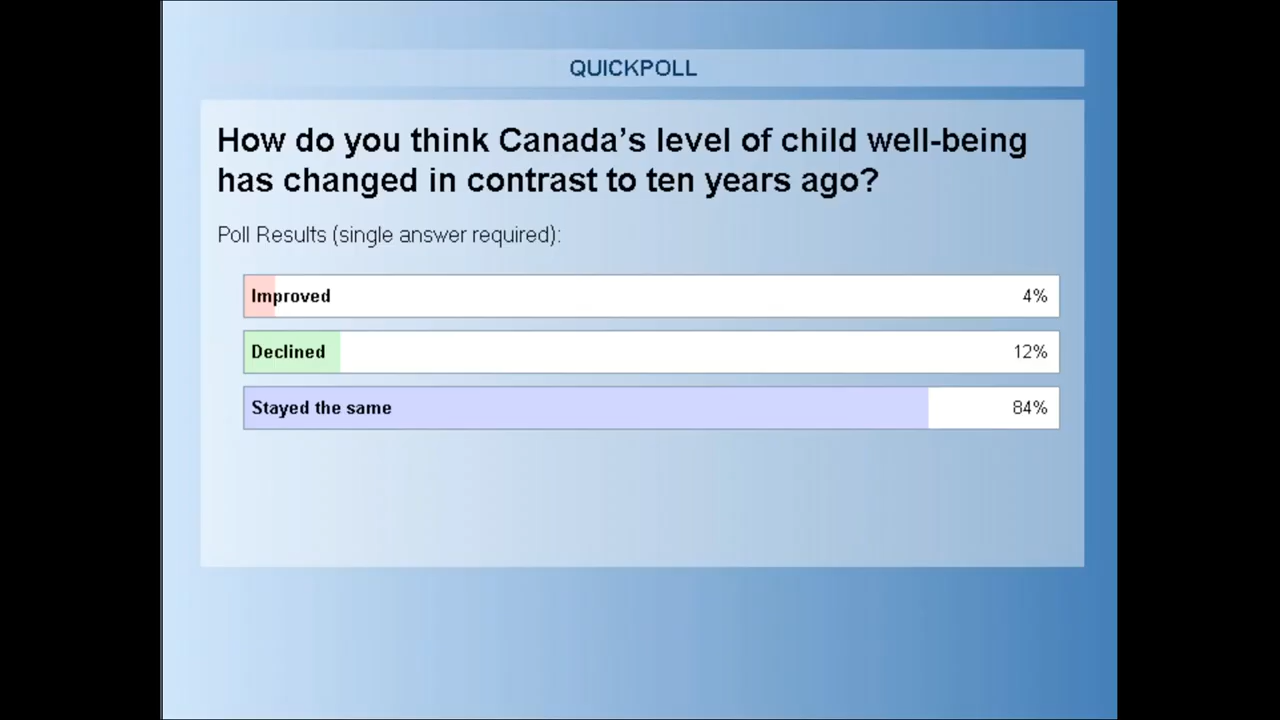 QUICKPOLL
How do you think Canada’s level of child well-being
has changed in contrast to ten years ago?
Poll Results (single answer required):
Improved 4%
Declined 12%
Stayed the same 84%